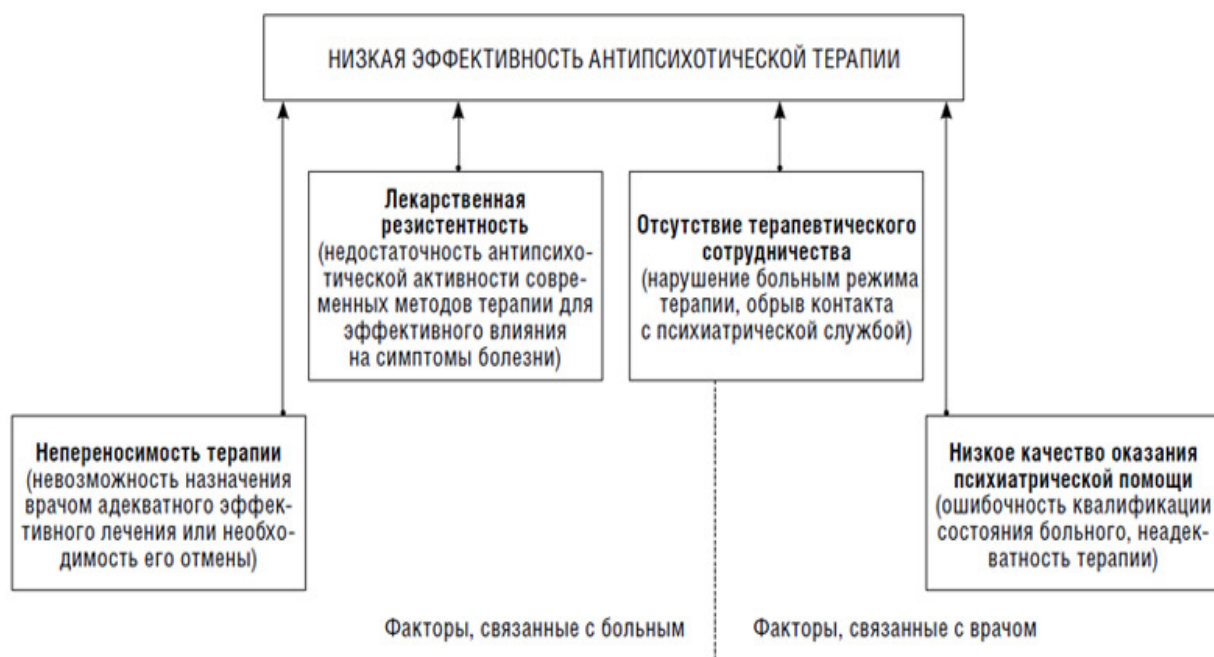 НИЗКАЯ ЭФФЕКТИВНОСТЬ АНТИПСИХОТИЧЕСКОЙ ТЕРАПИИ
Лекарственная
резистентность
(недостаточность антипсихо-
тической активности совре-
менных методов терапии для
эффективного влияния
на симптомы болезни)
Отсутствие терапевтического
сотрудничества
(нарушение больным режима
терапии, обрыв контакта
с психиатрической службой)
Непереносимость терапии
(невозможность назначения
врачом адекватного эффек-
тивного лечения или необхо-
димость его отмены)
Низкое качество оказания
психиатрической помощи
(ошибочность квалификации
состояния больного, неадек-
ватность терапии)
Факторы, связанные с больным
Факторы, связанные с врачом